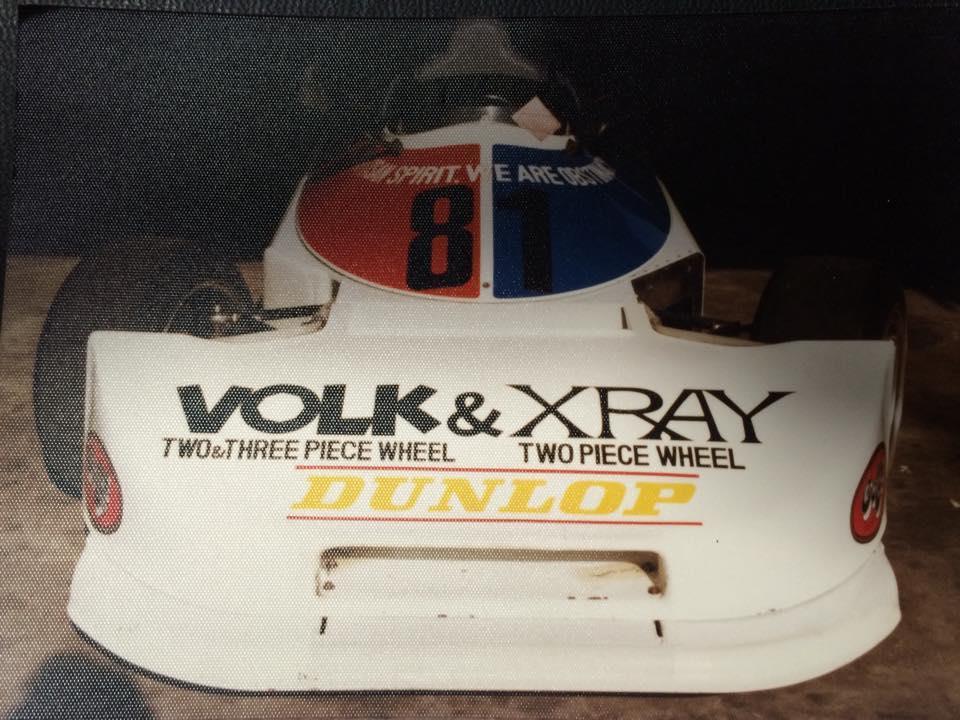 SPIRIT. WE ARE
81
VOLK & XRAY
TWO & THREE PIECE WHEEL TWO PIECE WHEEL
DUNLOP